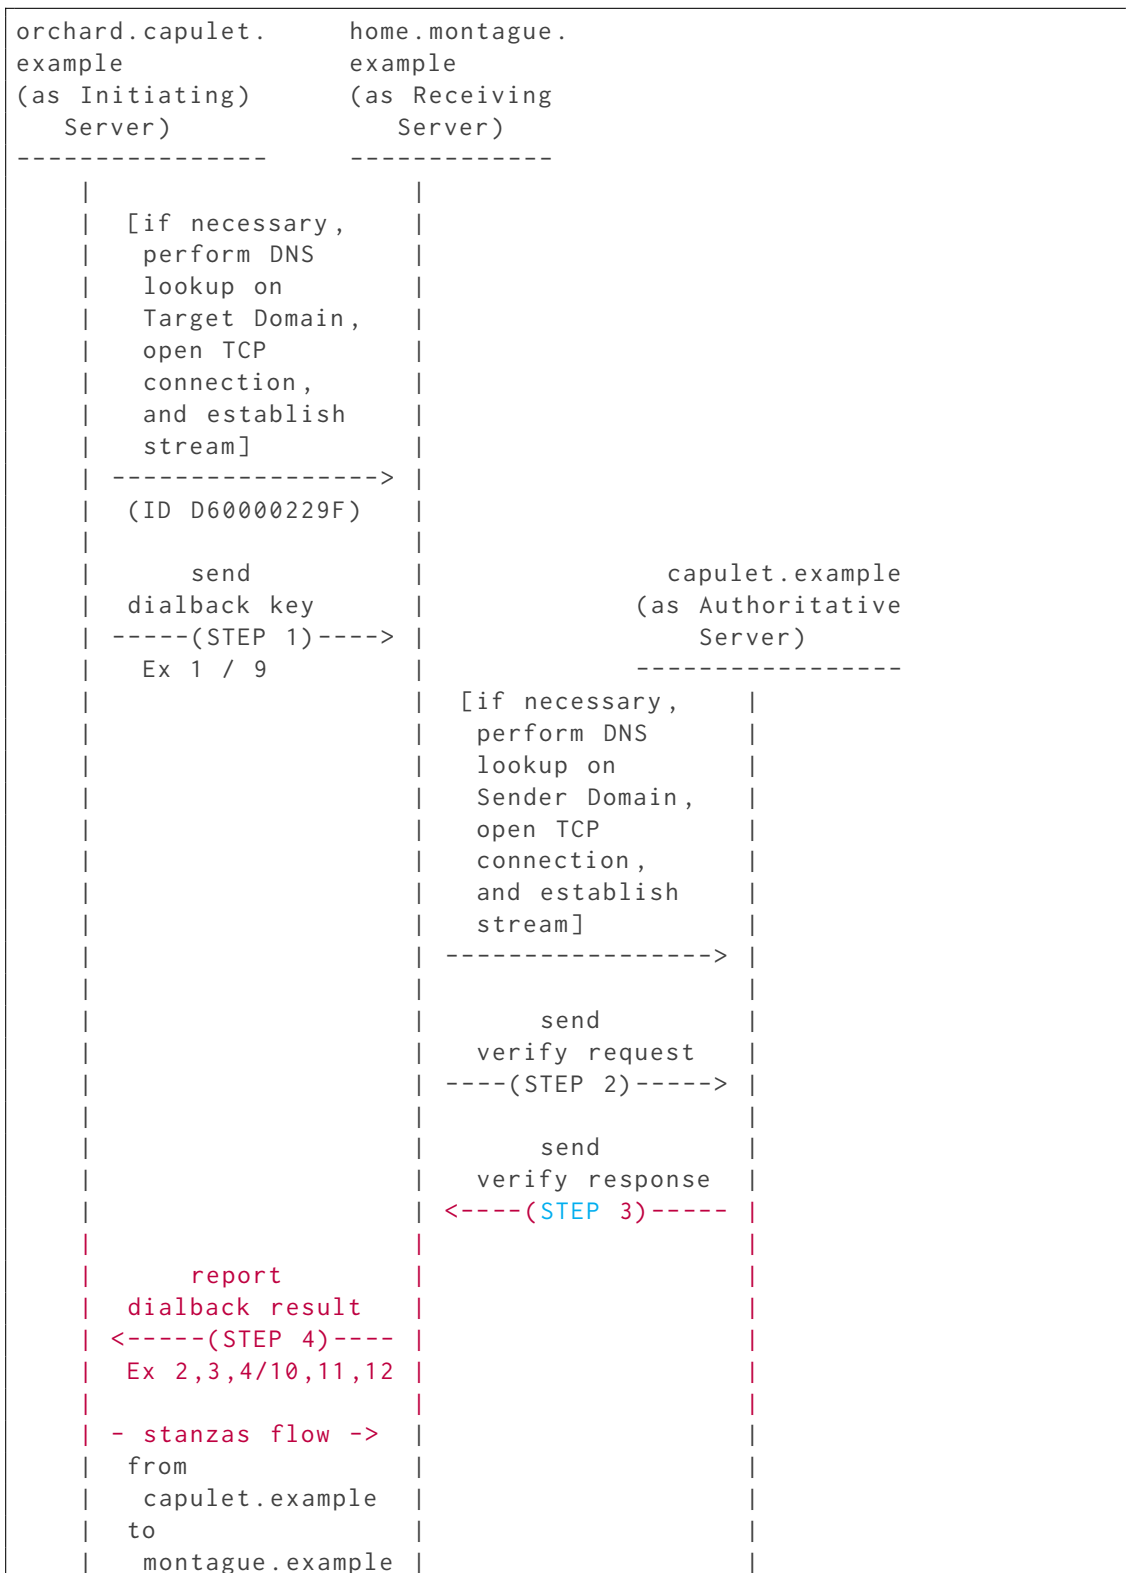 orchard.capulet.     home.montague.
example              example
(as Initiating)      (as Receiving
   Server)              Server)
----------------     -------------
    |                    |
    |  [if necessary,    |
    |   perform DNS      |
    |   lookup on        |
    |   Target Domain,   |
    |   open TCP         |
    |   connection,      |
    |   and establish    |
    |   stream]          |
    | -----------------> |
    |  (ID D60000229F)   |
    |                    |
    |      send          |               capulet.example
    |  dialback key      |             (as Authoritative
    | -----(STEP 1)----> |                 Server)
    |   Ex 1 / 9         |             -----------------
    |                    |  [if necessary,    |
    |                    |   perform DNS      |
    |                    |   lookup on        |
    |                    |   Sender Domain,   |
    |                    |   open TCP         |
    |                    |   connection,      |
    |                    |   and establish    |
    |                    |   stream]          |
    |                    | -----------------> |
    |                    |                    |
    |                    |       send         |
    |                    |   verify request   |
    |                    | ----(STEP 2)-----> |
    |                    |                    |
    |                    |       send         |
    |                    |   verify response  |
    |                    | <----(STEP 3)----- |
    |                    |                    |
    |      report        |                    |
    |  dialback result   |                    |
    | <-----(STEP 4)---- |                    |
    |  Ex 2,3,4/10,11,12 |                    |
    |                    |                    |
    | - stanzas flow ->  |                    |
    |  from              |                    |
    |   capulet.example  |                    |
    |  to                |                    |
    |   montague.example |                    |